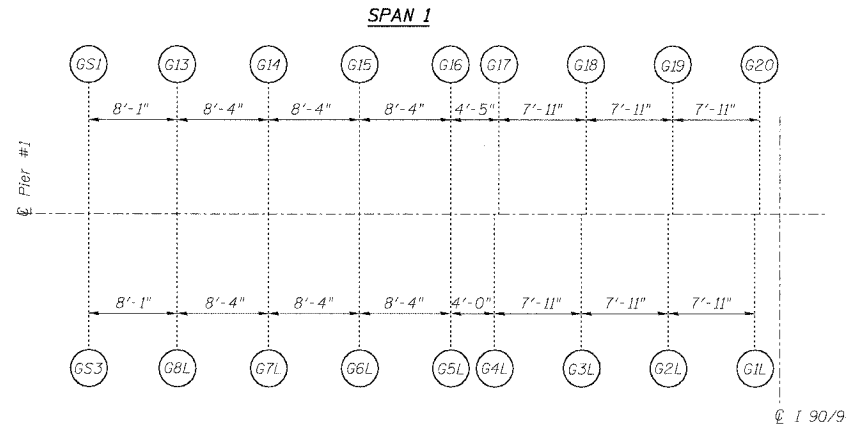 SPAN 1
GS1 G13 G14 G15 G16 G17 G18 G19 G20
8'-1" 8'-4" 8'-4" 8'-4" 4'-5" 7'-11" 7'-11" 7'-11"
℄ Pier #1
8'-1" 8'-4" 8'-4" 8'-4" 4'-0" 7'-11" 7'-11" 7'-11"
GS3 G8L G7L G6L G5L G4L G3L G2L G1L
℄ I 90/9